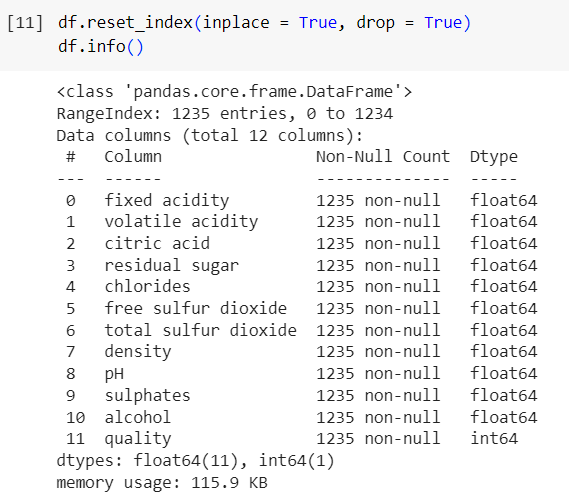 [11] df.reset_index(inplace = True, drop = True)
df.info()
<class 'pandas.core.frame.DataFrame'>
RangeIndex: 1235 entries, 0 to 1234
Data columns (total 12 columns):
 #   Column                Non-Null Count  Dtype
---  ------                --------------  -----
 0   fixed acidity         1235 non-null   float64
 1   volatile acidity      1235 non-null   float64
 2   citric acid           1235 non-null   float64
 3   residual sugar        1235 non-null   float64
 4   chlorides             1235 non-null   float64
 5   free sulfur dioxide   1235 non-null   float64
 6   total sulfur dioxide  1235 non-null   float64
 7   density               1235 non-null   float64
 8   pH                    1235 non-null   float64
 9   sulphates             1235 non-null   float64
 10  alcohol               1235 non-null   float64
 11  quality               1235 non-null   int64
dtypes: float64(11), int64(1)
memory usage: 115.9 KB